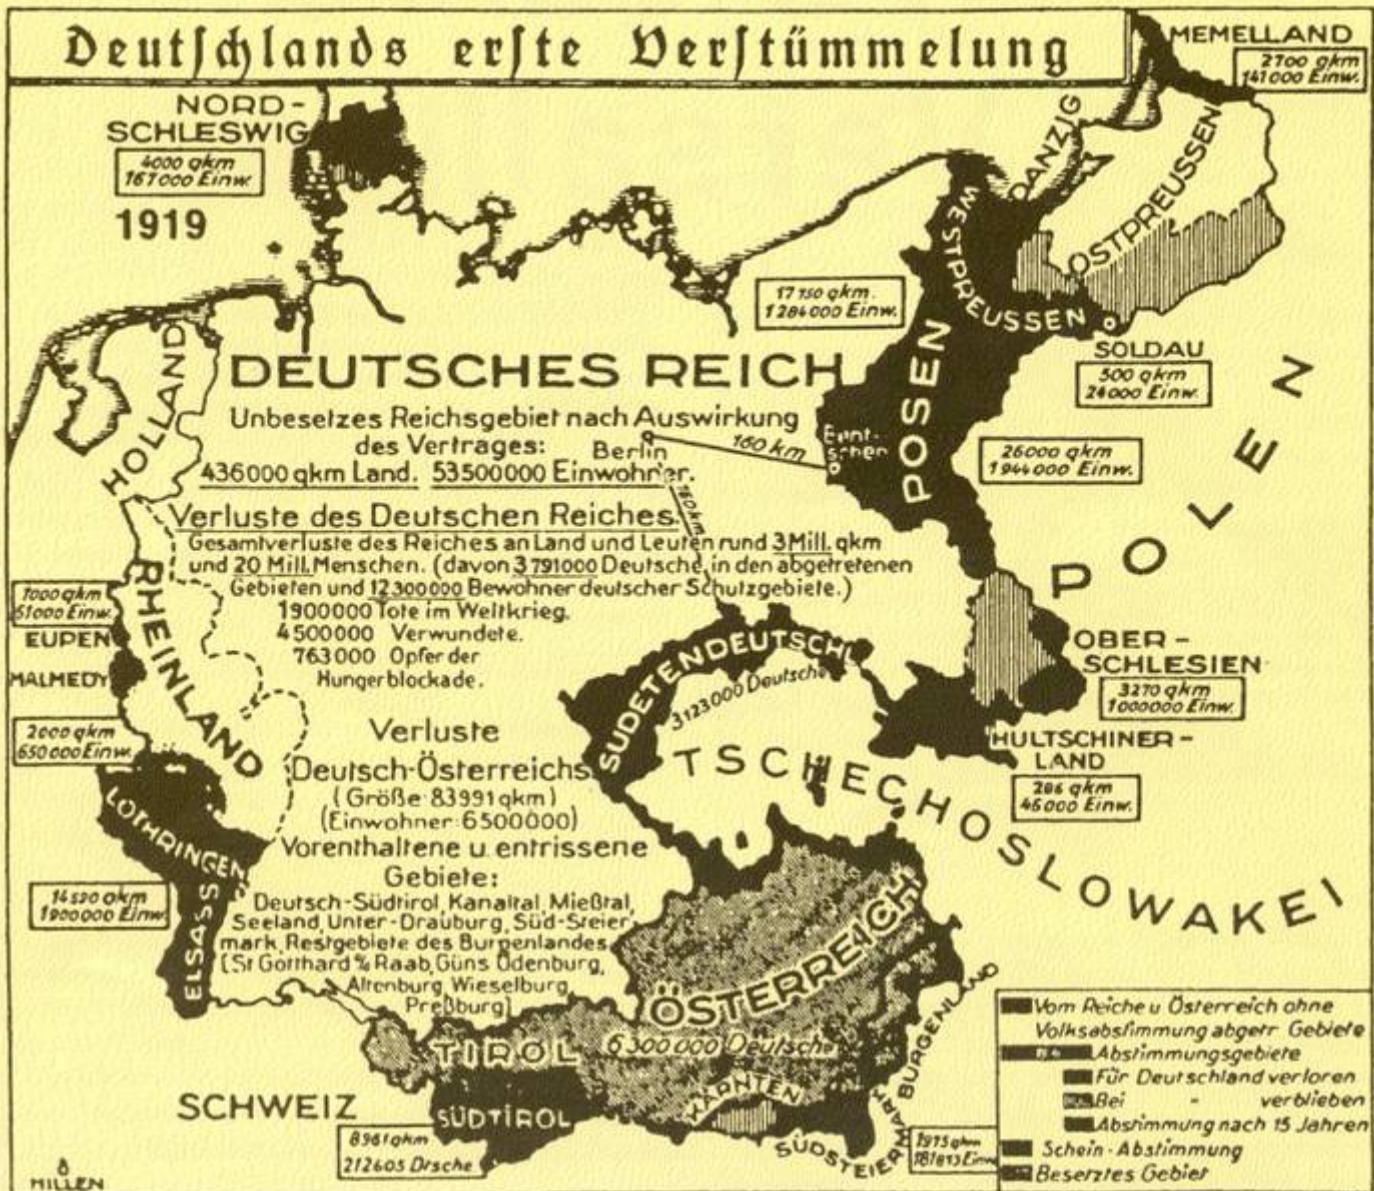 Deutschlands erste Verstümmelung
MEMELLAND
2700 qkm
141000 Einw.
NORD-
SCHLESWIG
4000 qkm
167000 Einw.
1919
DANZIG
OSTPREUSSEN
WESTPREUSSEN
17150 qkm.
1284000 Einw.
SOLDAU
500 qkm
24000 Einw.
POSEN
26000 qkm
1944000 Einw.
POLEN
HOLLAND
DEUTSCHES REICH
Unbesetzes Reichsgebiet nach Auswirkung
des Vertrages:
436000 qkm Land. 53500000 Einwohner.
Berlin
160 km
Verluste des Deutschen Reiches
Gesamtverluste des Reiches an Land und Leuten rund 3 Mill. qkm
und 20 Mill. Menschen. (davon 3791000 Deutsche, in den abgetretenen
Gebieten und 12300000 Bewohner deutscher Schutzgebiete.)
1900000 Tote im Weltkrieg.
4500000 Verwundete.
763000 Opfer der
Hungerblockade.
RHEINLAND
EUPEN
MALMEDY
2000 qkm
650000 Einw.
LOTHRINGEN
ELSASS
1900000 Einw.
SUDETENDEUTSCHL
3123000 Deutsche
TSCHECHOSLOWAKEI
OBER-
SCHLESIEN
3270 qkm
1000000 Einw.
HULTSCHINER-
LAND
286 qkm
46000 Einw.
Verluste
Deutsch-Österreichs
(Größe: 83991 qkm)
(Einwohner: 6500000)
Vorenthaltene u. entrissene
Gebiete:
Deutsch-Südtirol, Kanaltal, Mießtal,
Seeland, Unter-Drauburg, Süd-Steier
mark, Restgebiete des Burgenlandes.
(St Gotthard a/Raab, Güns Ödenburg,
Altenburg, Wieselburg,
Preßburg)
ÖSTERREICH
6300000 Deutsche
TIROL
SÜDTIROL
KÄRNTEN
SÜDSTEIERMARK
BURGENLAND
SCHWEIZ
8961 qkm
212605 Dtsche
HILLEN
Vom Reiche u Österreich ohne
Volksabstimmung abgetr. Gebiete
Abstimmungsgebiete
Für Deutschland verloren
Bei " verblieben
Abstimmung nach 15 Jahren
Schein-Abstimmung
Besetztes Gebiet